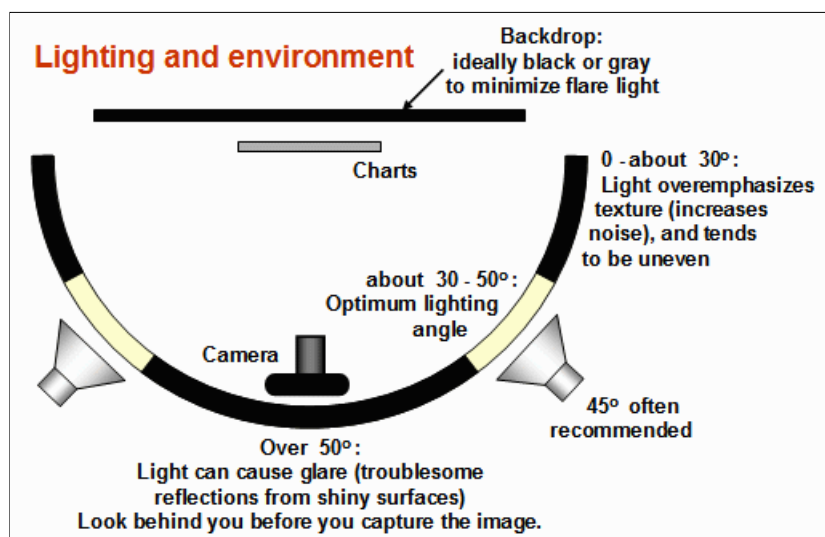 Lighting and environment
Backdrop:
ideally black or gray
to minimize flare light
Charts
0 - about 30º:
Light overemphasizes
texture (increases
noise), and tends
to be uneven
about 30 - 50º:
Optimum lighting
angle
Camera
45º often
recommended
Over 50º:
Light can cause glare (troublesome
reflections from shiny surfaces)
Look behind you before you capture the image.